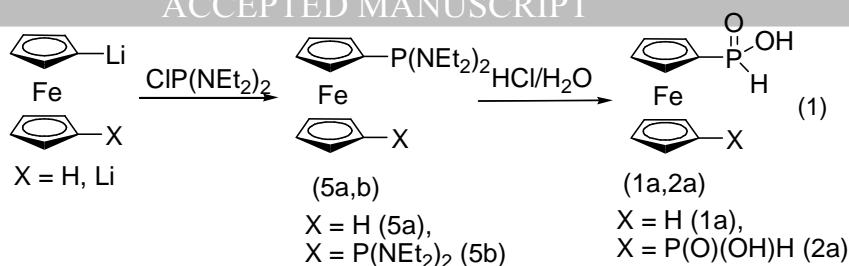 ACCEPTED MANUSCRIPT
Li
Fe
X
X = H, Li
ClP(NEt2)2
P(NEt2)2
Fe
X
(5a,b)
X = H (5a),
X = P(NEt2)2 (5b)
HCl/H2O
O
OH
P
H
Fe
X
(1)
(1a,2a)
X = H (1a),
X = P(O)(OH)H (2a)